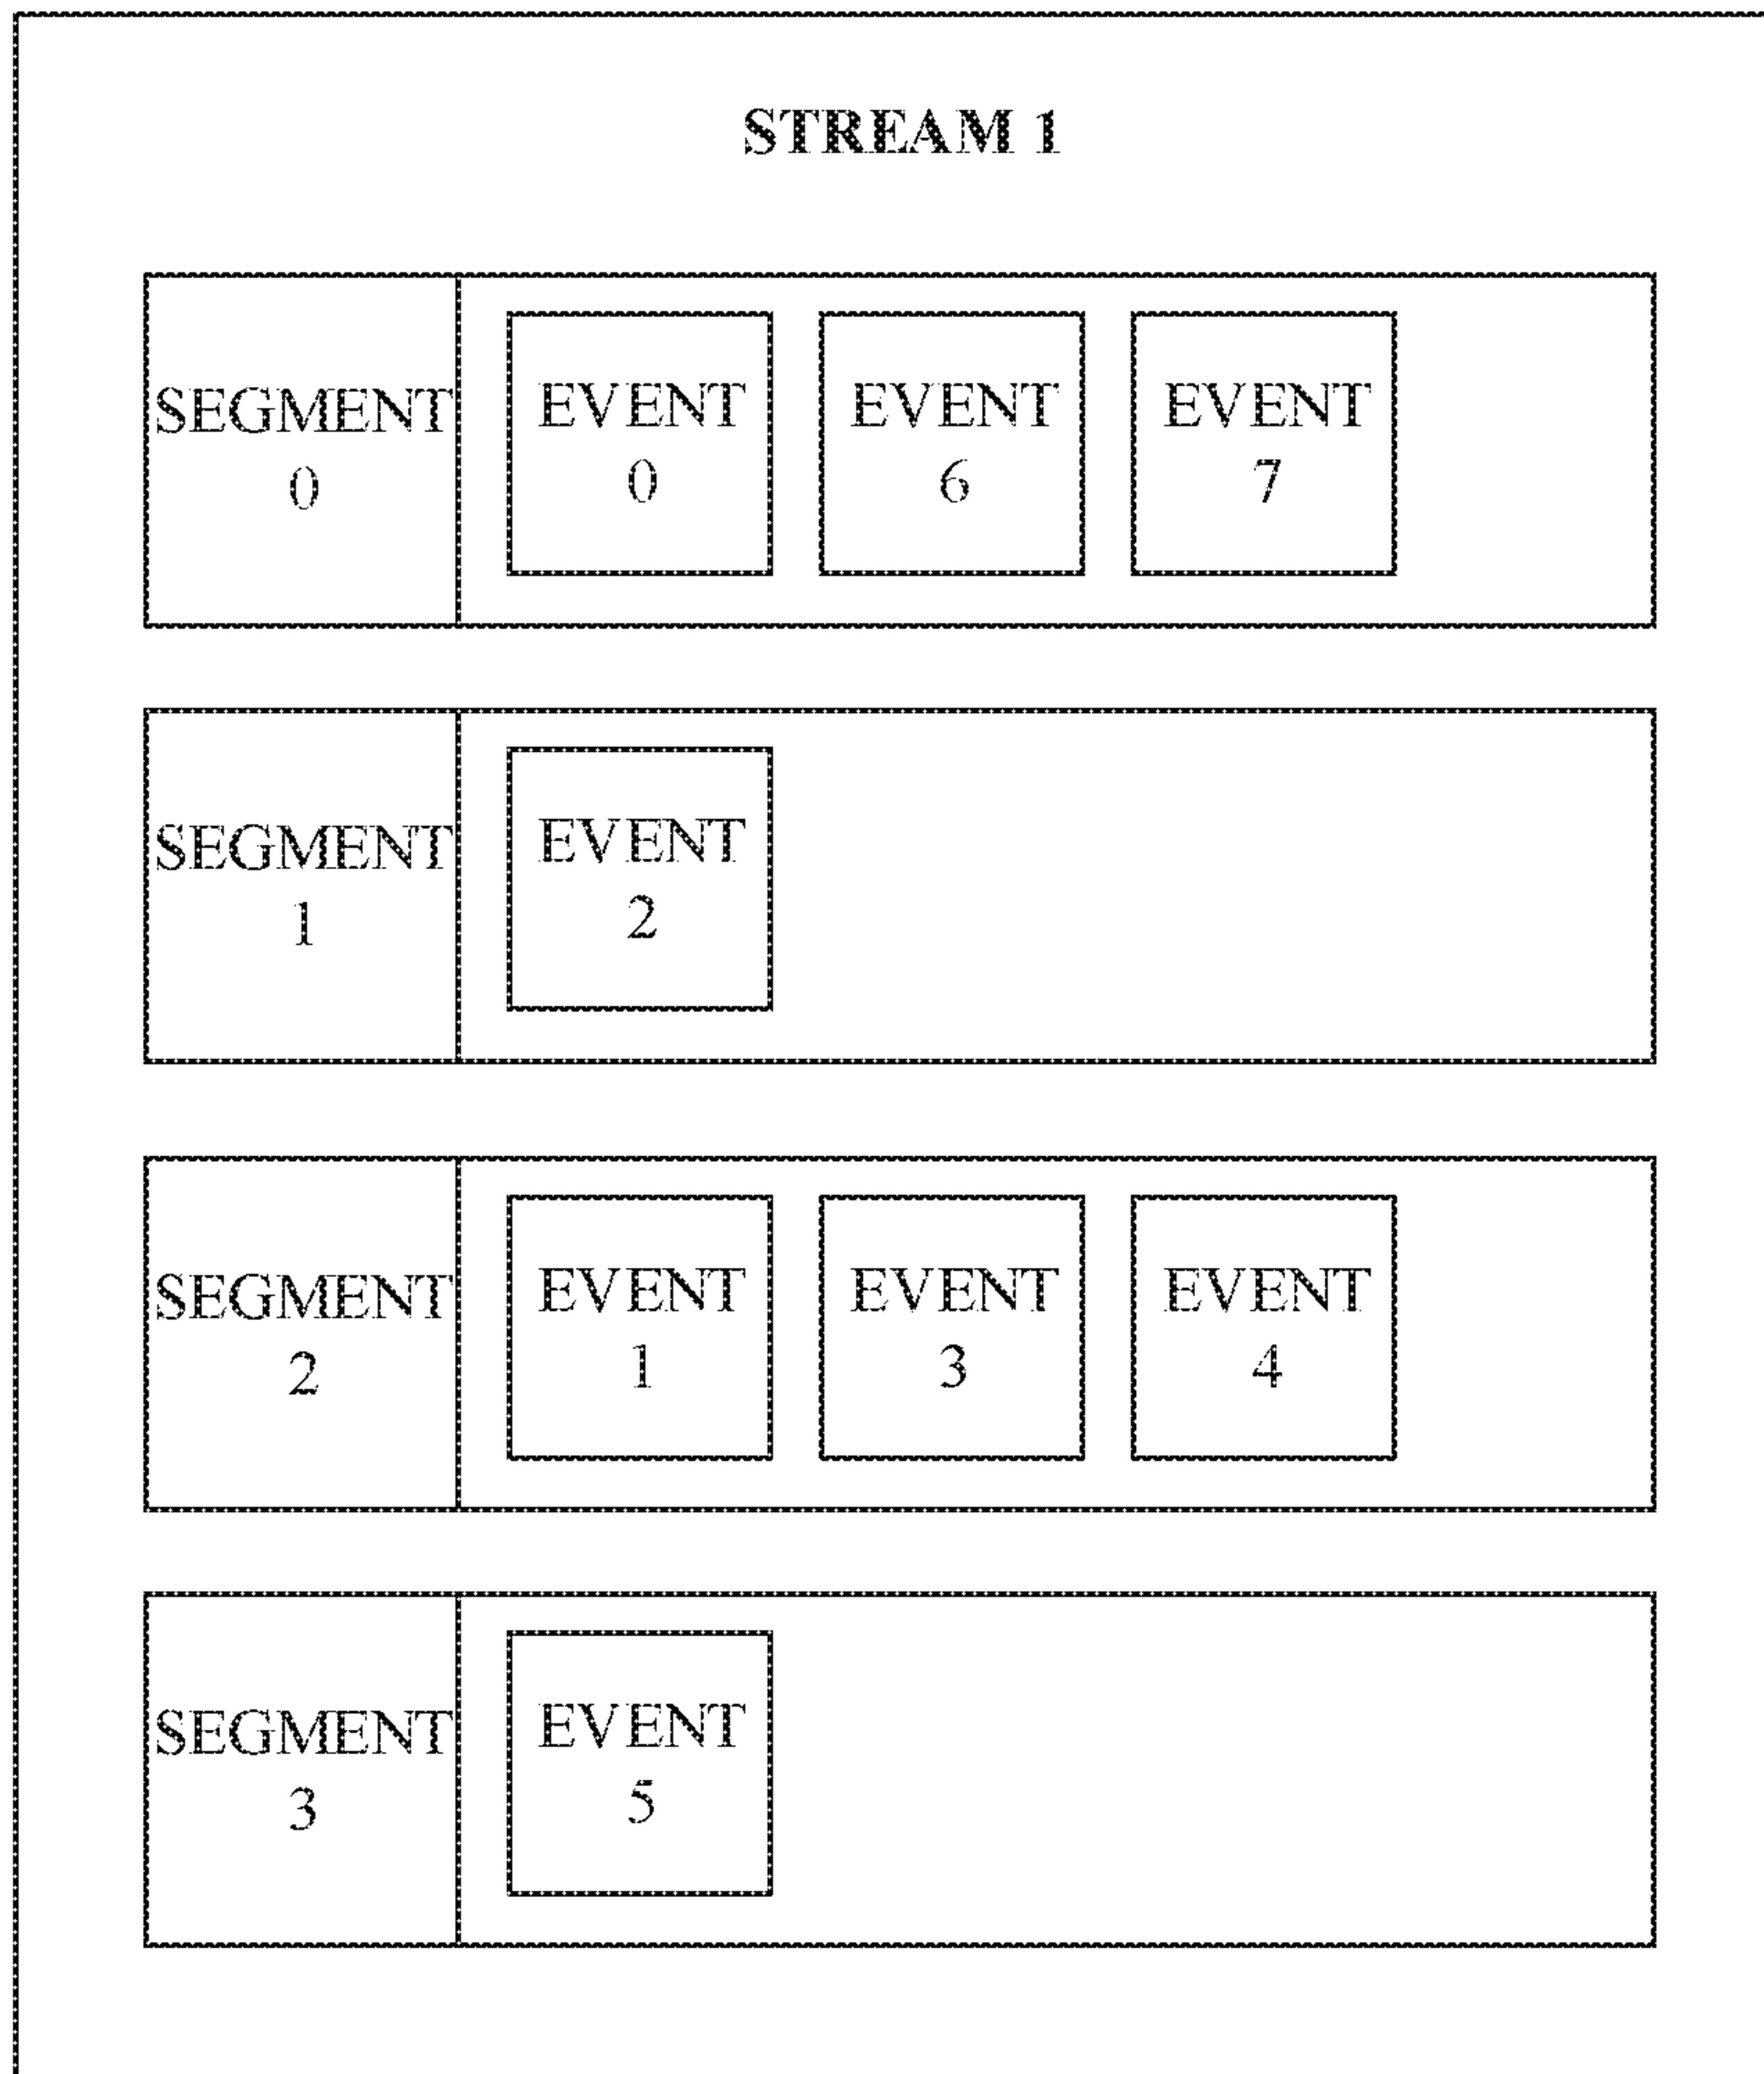 STREAM 1
SEGMENT
0
EVENT
0
EVENT
6
EVENT
7
SEGMENT
1
EVENT
2
SEGMENT
2
EVENT
1
EVENT
3
EVENT
4
SEGMENT
3
EVENT
5